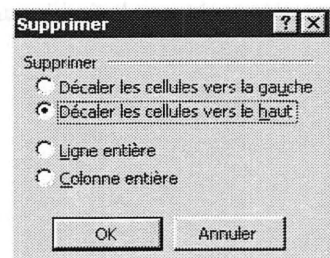 Supprimer
Supprimer
Décaler les cellules vers la gauche
Décaler les cellules vers le haut
Ligne entière
Colonne entière
OK
Annuler